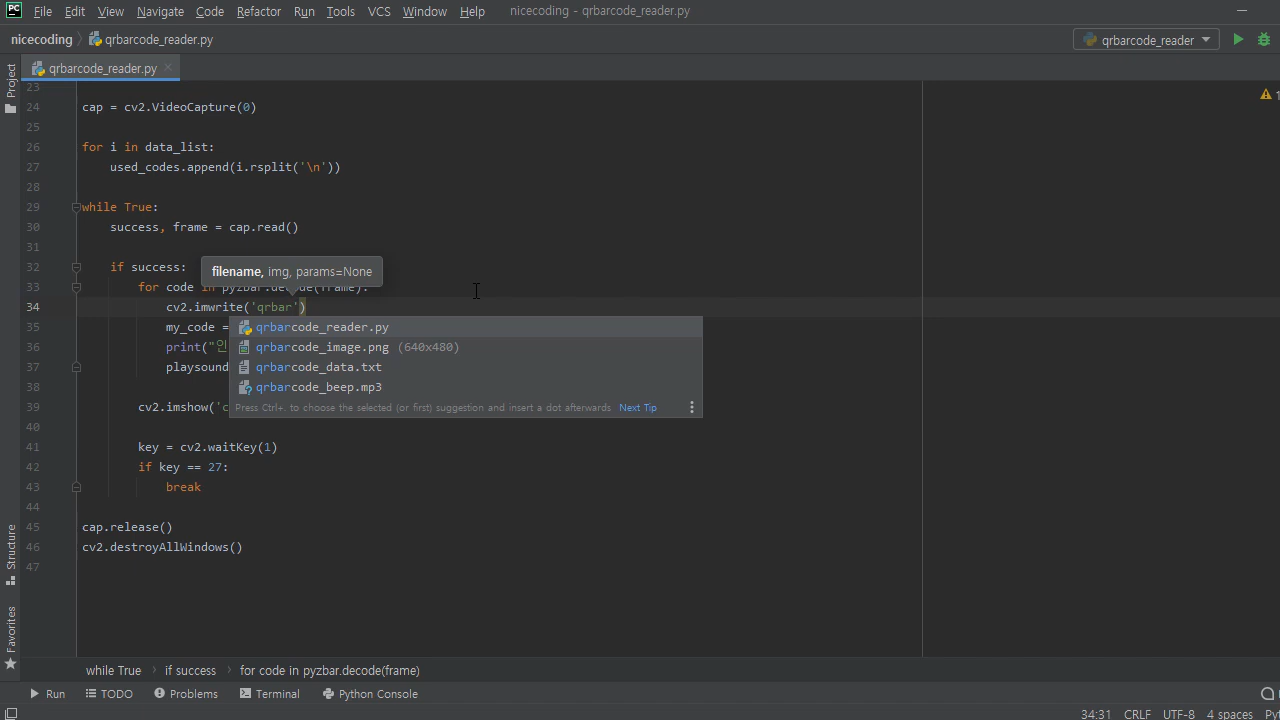 PC File Edit View Navigate Code Refactor Run Tools VCS Window Help nicecoding - qrbarcode_reader.py
nicecoding qrbarcode_reader.py qrbarcode_reader
Project
qrbarcode_reader.py
23
24 cap = cv2.VideoCapture(0)
25
26 for i in data_list:
27 used_codes.append(i.rsplit('\n'))
28
29 while True:
30 success, frame = cap.read()
31
32 if success:
filename, img, params=None
33 for code in pyzbar.decode(frame):
34 cv2.imwrite('qrbar')
35 my_code =
qrbarcode_reader.py
36 print("인
qrbarcode_image.png (640x480)
37 playsound
qrbarcode_data.txt
38
qrbarcode_beep.mp3
39 cv2.imshow('c
Press Ctrl+. to choose the selected (or first) suggestion and insert a dot afterwards Next Tip
40
41 key = cv2.waitKey(1)
42 if key == 27:
43 break
44
45 cap.release()
46 cv2.destroyAllWindows()
47
Structure
Favorites
while True if success for code in pyzbar.decode(frame)
Run TODO Problems Terminal Python Console
34:31 CRLF UTF-8 4 spaces